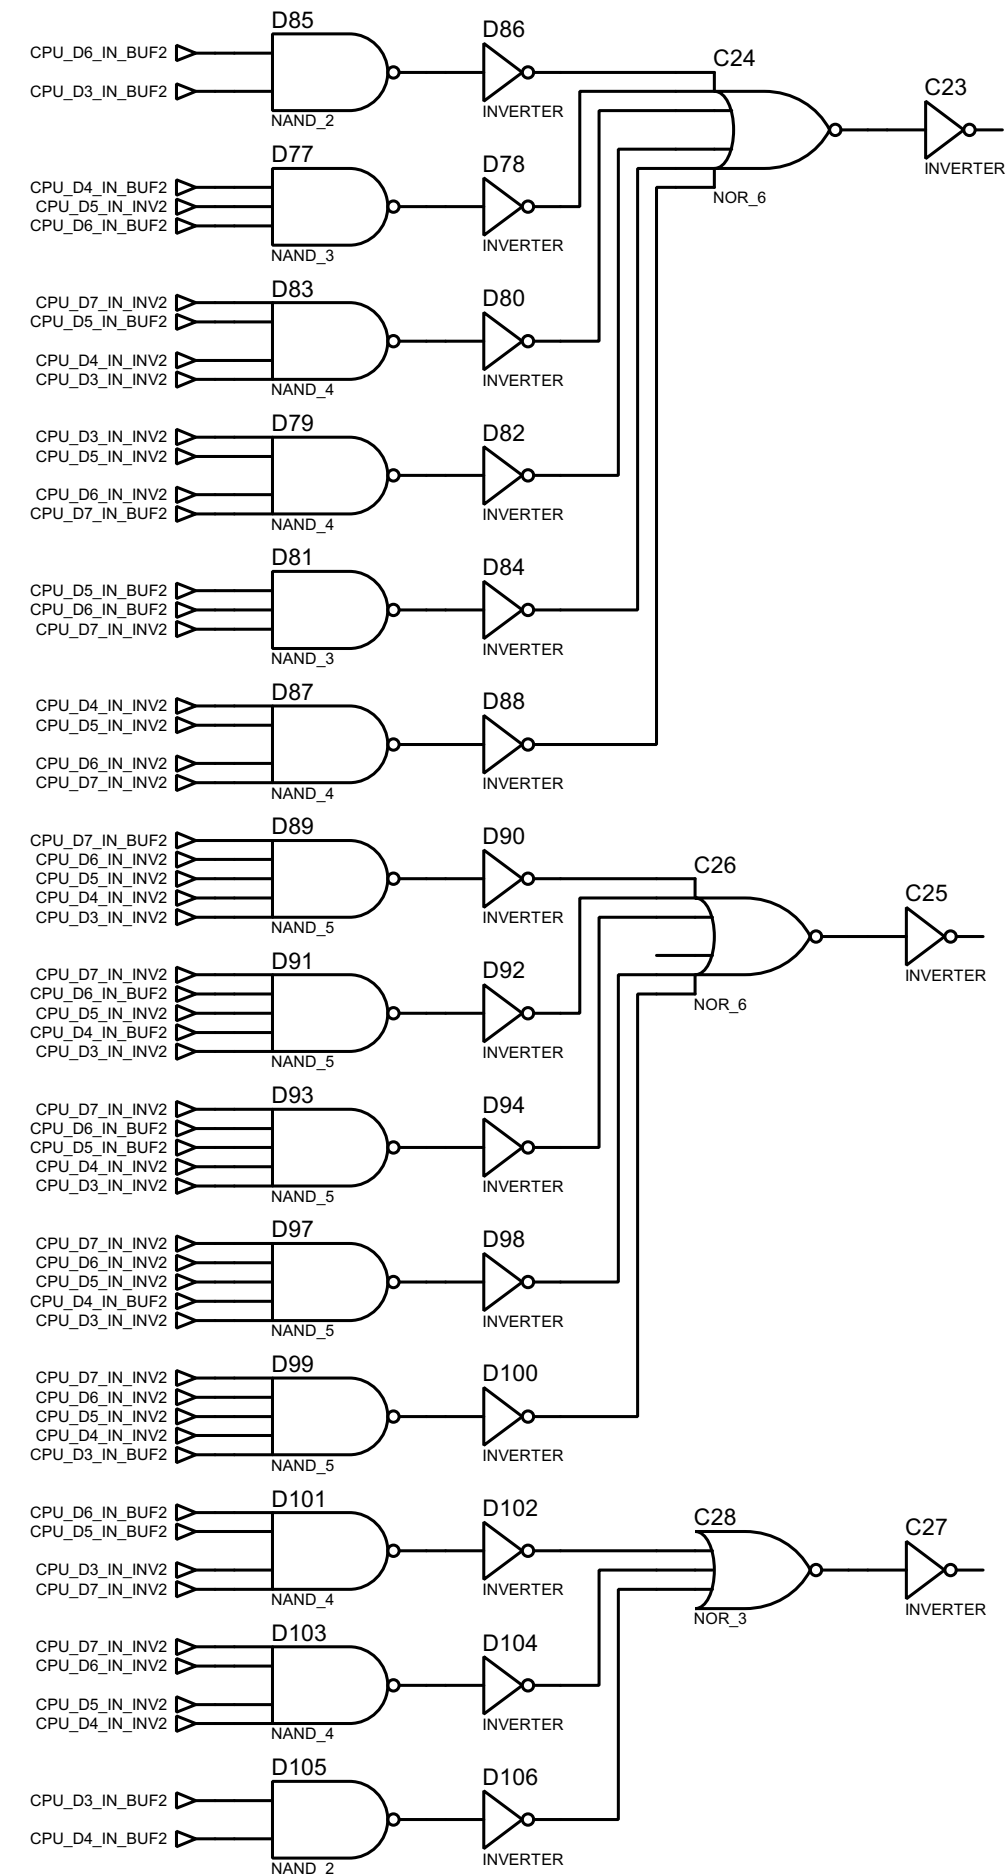 D85
CPU_D6_IN_BUF2
CPU_D3_IN_BUF2
NAND_2
D86
INVERTER
C24
NOR_6
C23
INVERTER
D77
CPU_D4_IN_BUF2
CPU_D5_IN_INV2
CPU_D6_IN_BUF2
NAND_3
D78
INVERTER
D83
CPU_D7_IN_INV2
CPU_D5_IN_BUF2
CPU_D4_IN_INV2
CPU_D3_IN_INV2
NAND_4
D80
INVERTER
D79
CPU_D3_IN_INV2
CPU_D5_IN_INV2
CPU_D6_IN_INV2
CPU_D7_IN_BUF2
NAND_4
D82
INVERTER
D81
CPU_D5_IN_BUF2
CPU_D6_IN_BUF2
CPU_D7_IN_INV2
NAND_3
D84
INVERTER
D87
CPU_D4_IN_INV2
CPU_D5_IN_INV2
CPU_D6_IN_INV2
CPU_D7_IN_INV2
NAND_4
D88
INVERTER
D89
CPU_D7_IN_BUF2
CPU_D6_IN_INV2
CPU_D5_IN_INV2
CPU_D4_IN_INV2
CPU_D3_IN_INV2
NAND_5
D90
INVERTER
C26
NOR_6
C25
INVERTER
D91
CPU_D7_IN_INV2
CPU_D6_IN_BUF2
CPU_D5_IN_INV2
CPU_D4_IN_BUF2
CPU_D3_IN_INV2
NAND_5
D92
INVERTER
D93
CPU_D7_IN_INV2
CPU_D6_IN_BUF2
CPU_D5_IN_BUF2
CPU_D4_IN_INV2
CPU_D3_IN_INV2
NAND_5
D94
INVERTER
D97
CPU_D7_IN_INV2
CPU_D6_IN_INV2
CPU_D5_IN_INV2
CPU_D4_IN_BUF2
CPU_D3_IN_INV2
NAND_5
D98
INVERTER
D99
CPU_D7_IN_INV2
CPU_D6_IN_INV2
CPU_D5_IN_INV2
CPU_D4_IN_INV2
CPU_D3_IN_BUF2
NAND_5
D100
INVERTER
D101
CPU_D6_IN_BUF2
CPU_D5_IN_BUF2
CPU_D3_IN_INV2
CPU_D7_IN_INV2
NAND_4
D102
INVERTER
C28
NOR_3
C27
INVERTER
D103
CPU_D7_IN_INV2
CPU_D6_IN_INV2
CPU_D5_IN_INV2
CPU_D4_IN_INV2
NAND_4
D104
INVERTER
D105
CPU_D3_IN_BUF2
CPU_D4_IN_BUF2
NAND_2
D106
INVERTER